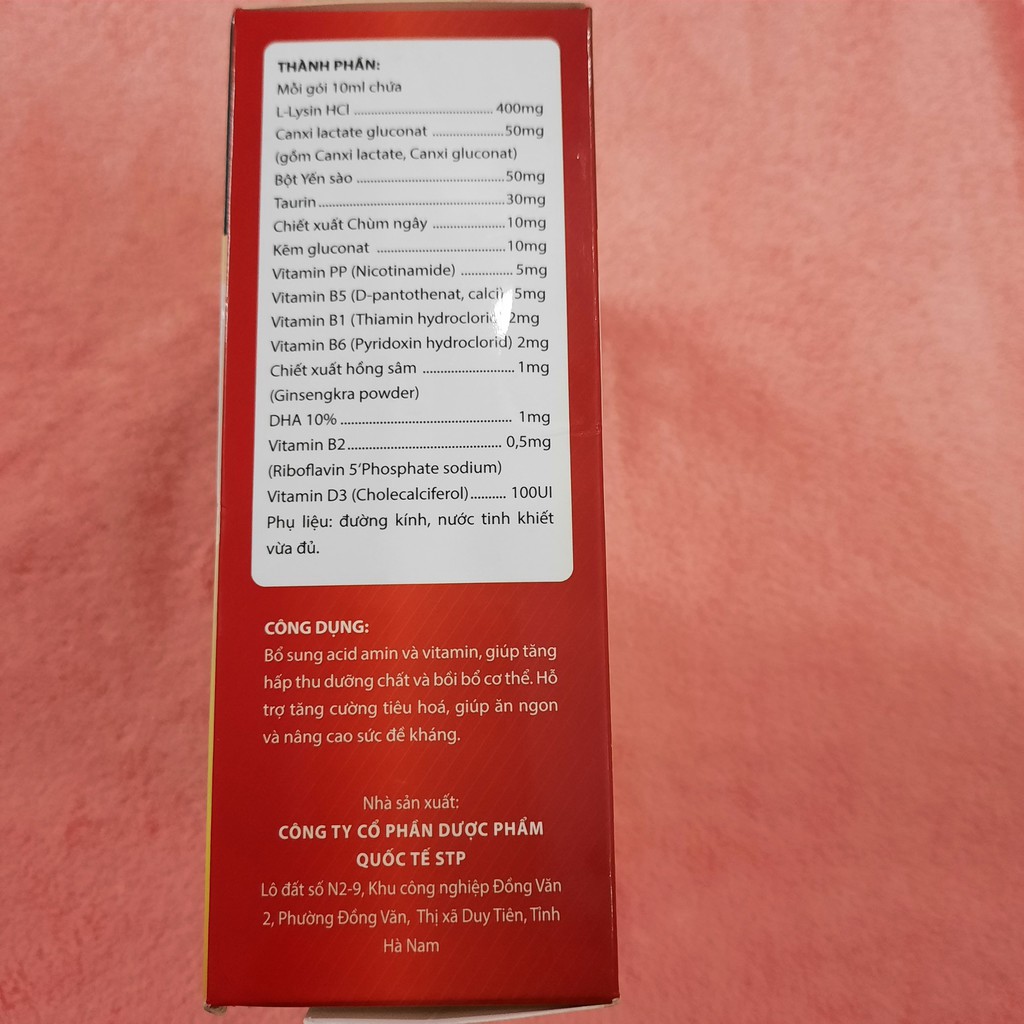 THÀNH PHẦN:
Mỗi gói 10ml chứa
L-Lysin HCl ................................... 400mg
Canxi lactate gluconat ....................50mg
(gồm Canxi lactate, Canxi gluconat)
Bột Yến sào .........................................50mg
Taurin....................................................30mg
Chiết xuất Chùm ngây ....................10mg
Kẽm gluconat ....................................10mg
Vitamin PP (Nicotinamide) ............... 5mg
Vitamin B5 (D-pantothenat, calci) 5mg
Vitamin B1 (Thiamin hydroclorid) 2mg
Vitamin B6 (Pyridoxin hydroclorid) 2mg
Chiết xuất hồng sâm ......................... 1mg
(Ginsengkra powder)
DHA 10% ............................................... 1mg
Vitamin B2.......................................... 0,5mg
(Riboflavin 5'Phosphate sodium)
Vitamin D3 (Cholecalciferol).......... 100UI
Phụ liệu: đường kính, nước tinh khiết
vừa đủ.
CÔNG DỤNG:
Bổ sung acid amin và vitamin, giúp tăng
hấp thu dưỡng chất và bồi bổ cơ thể. Hỗ
trợ tăng cường tiêu hoá, giúp ăn ngon
và nâng cao sức đề kháng.
Nhà sản xuất:
CÔNG TY CỔ PHẦN DƯỢC PHẨM
QUỐC TẾ STP
Lô đất số N2-9, Khu công nghiệp Đồng Văn
2, Phường Đồng Văn, Thị xã Duy Tiên, Tỉnh
Hà Nam